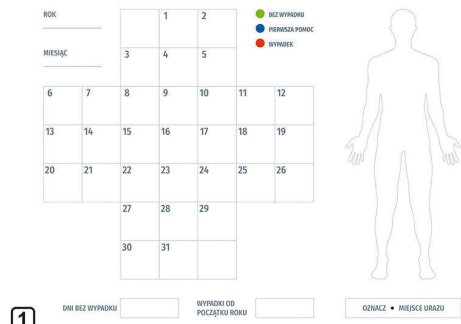 ROK
1 2
BEZ WYPADKU
PIERWSZA POMOC
WYPADEK
MIESIĄC
3 4 5
6 7 8 9 10 11 12
13 14 15 16 17 18 19
20 21 22 23 24 25 26
27 28 29
30 31
1
DNI BEZ WYPADKU
WYPADKI OD
POCZĄTKU ROKU
OZNACZ • MIEJSCE URAZU